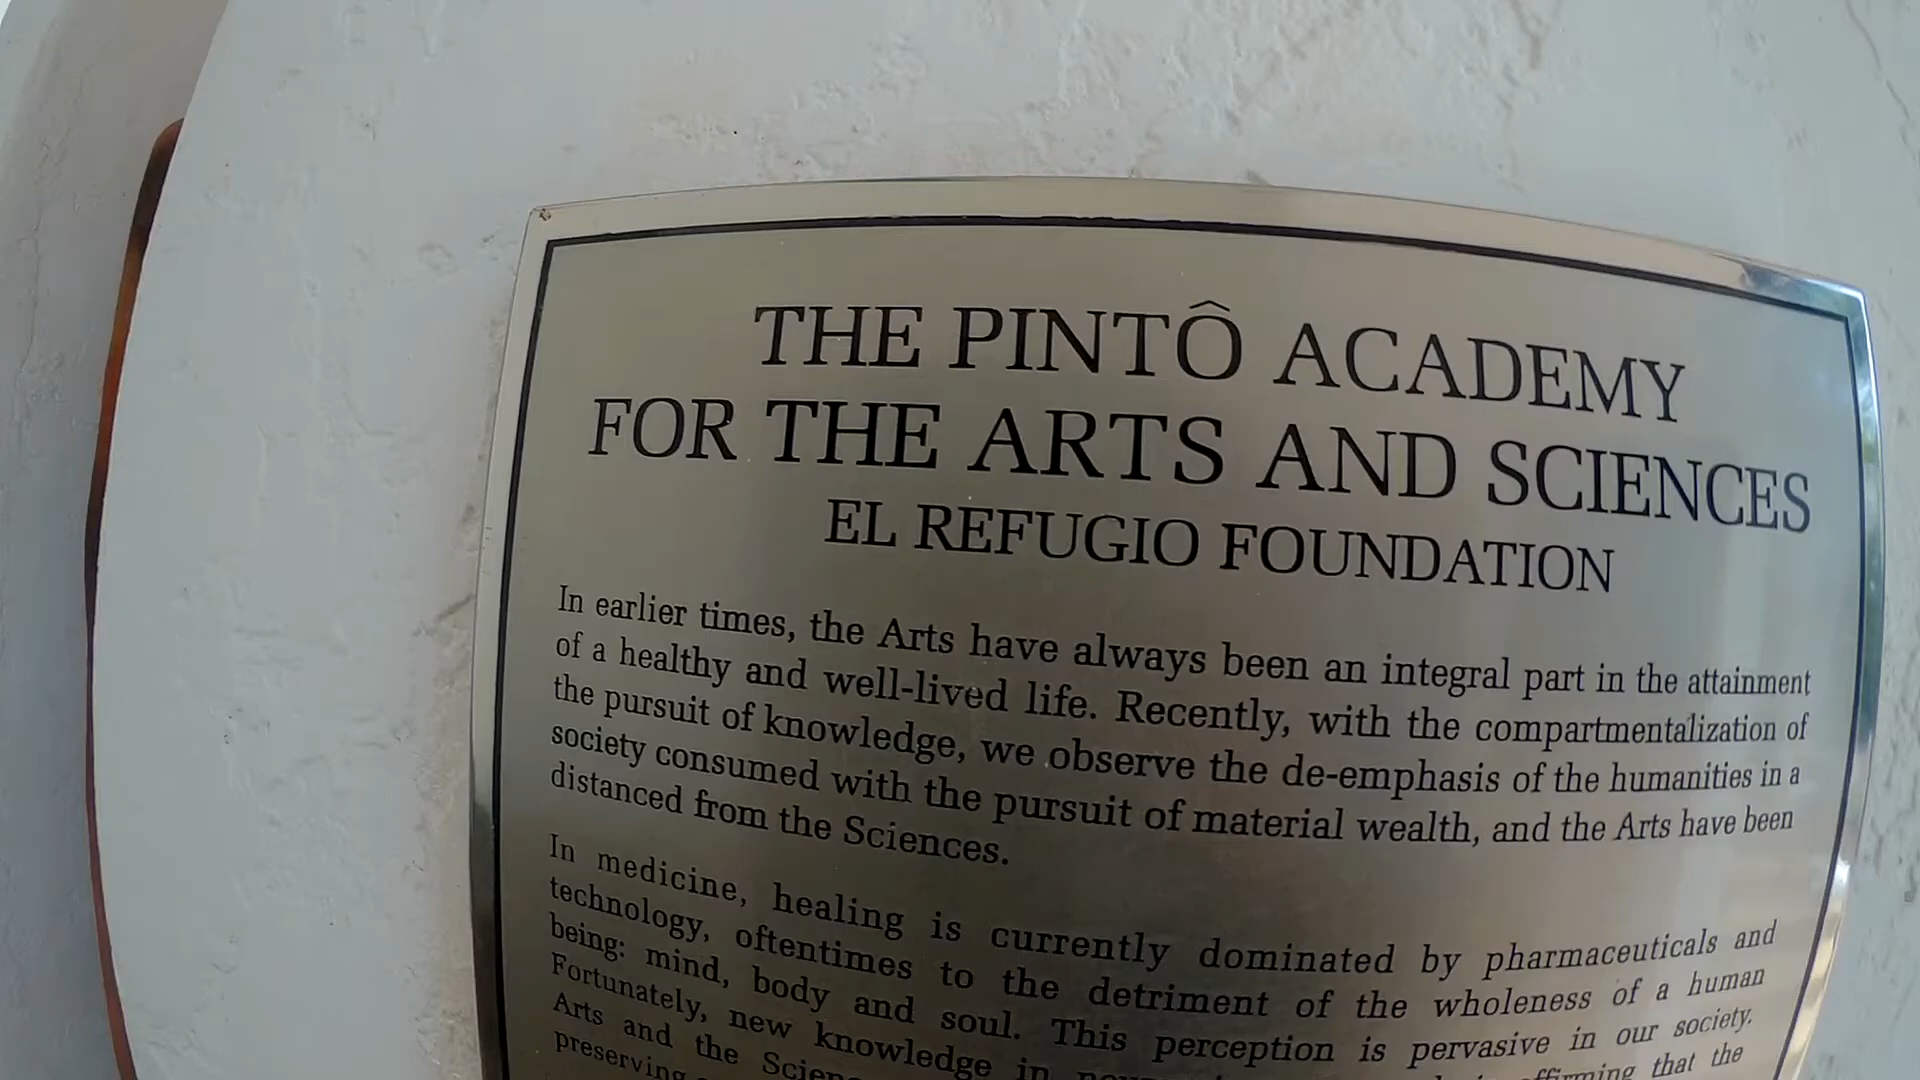 THE PINTÔ ACADEMY
FOR THE ARTS AND SCIENCES
EL REFUGIO FOUNDATION
In earlier times, the Arts have always been an integral part in the attainment
of a healthy and well-lived life. Recently, with the compartmentalization of
the pursuit of knowledge, we observe the de-emphasis of the humanities in a
society consumed with the pursuit of material wealth, and the Arts have been
distanced from the Sciences.
In medicine, healing is currently dominated by pharmaceuticals and
technology, oftentimes to the detriment of the wholeness of a human
being: mind, body and soul. This perception is pervasive in our society.
Fortunately, new knowledge in that the
Arts and the
preserving